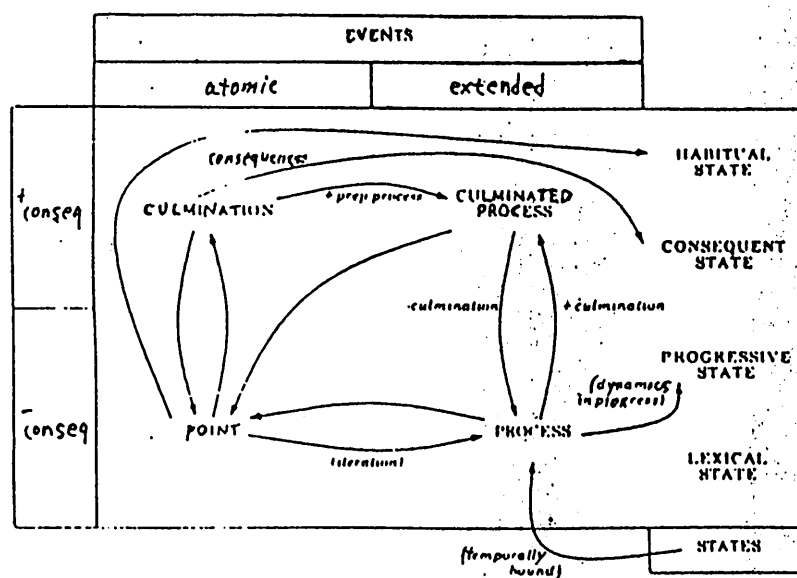 EVENTS
atomic
extended
HABITUAL
STATE
consequences
+
conseq
CULMINATION
+ prep process
CULMINATED
PROCESS
CONSEQUENT
STATE
-culmination
+ culmination
PROGRESSIVE
STATE
(dynamics
in progress)
-
conseq
POINT
PROCESS
(iteration)
LEXICAL
STATE
STATES
(temporally
bound)